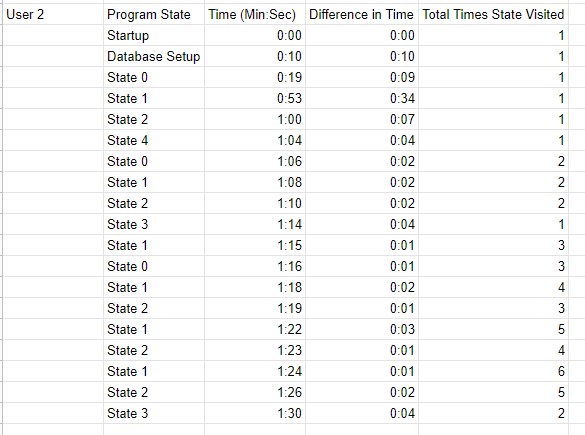 User 2 Program State Time (Min:Sec) Difference in Time Total Times State Visited
Startup 0:00 0:00 1
Database Setup 0:10 0:10 1
State 0 0:19 0:09 1
State 1 0:53 0:34 1
State 2 1:00 0:07 1
State 4 1:04 0:04 1
State 0 1:06 0:02 2
State 1 1:08 0:02 2
State 2 1:10 0:02 2
State 3 1:14 0:04 1
State 1 1:15 0:01 3
State 0 1:16 0:01 3
State 1 1:18 0:02 4
State 2 1:19 0:01 3
State 1 1:22 0:03 5
State 2 1:23 0:01 4
State 1 1:24 0:01 6
State 2 1:26 0:02 5
State 3 1:30 0:04 2